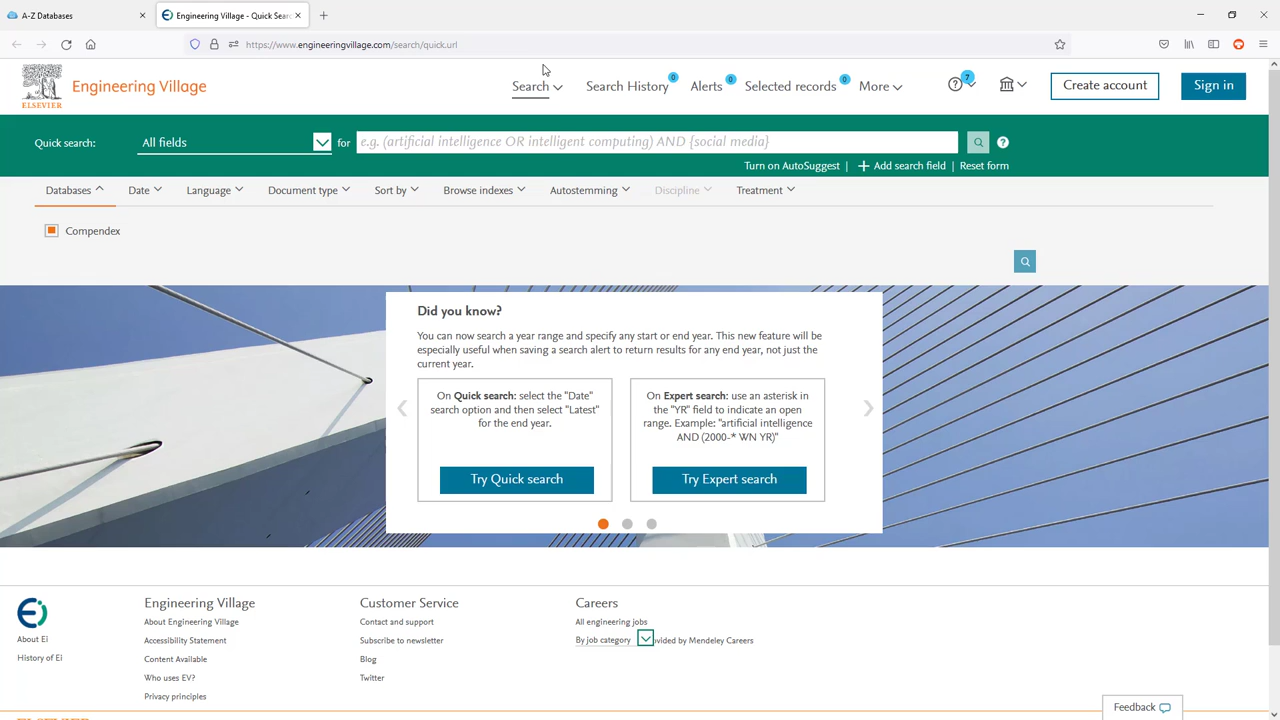 A-Z Databases
Engineering Village - Quick Sear
https://www.engineeringvillage.com/search/quick.url
ELSEVIER
Engineering Village
Search
Search History 0
Alerts 0
Selected records 0
More
7
Create account
Sign in
Quick search:
All fields
for
e.g. (artificial intelligence OR intelligent computing) AND {social media}
Turn on AutoSuggest |
Add search field |
Reset form
Databases
Date
Language
Document type
Sort by
Browse indexes
Autostemming
Discipline
Treatment
Compendex
Did you know?
You can now search a year range and specify any start or end year. This new feature will be
especially useful when saving a search alert to return results for any end year, not just the
current year.
On Quick search: select the "Date"
search option and then select "Latest"
for the end year.
Try Quick search
On Expert search: use an asterisk in
the "YR" field to indicate an open
range. Example: "artificial intelligence
AND (2000-* WN YR)"
Try Expert search
About Ei
History of Ei
Engineering Village
About Engineering Village
Accessibility Statement
Content Available
Who uses EV?
Privacy principles
Customer Service
Contact and support
Subscribe to newsletter
Blog
Twitter
Careers
All engineering jobs
By job category
ovided by Mendeley Careers
Feedback